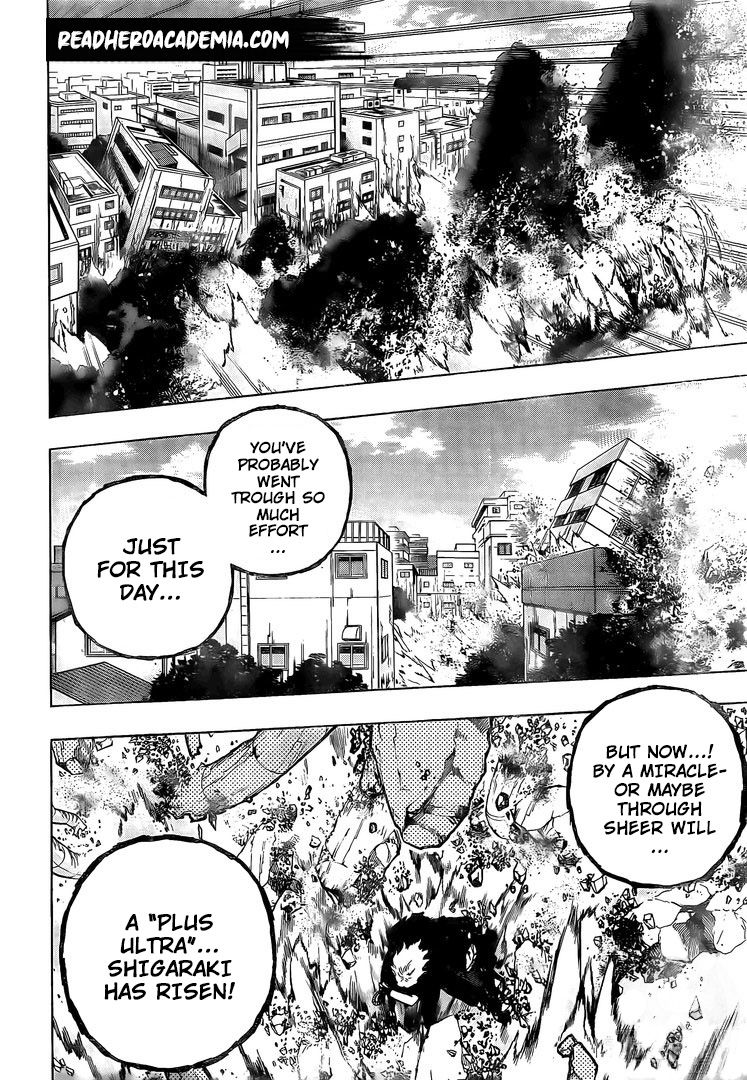 READHEROACADEMIA.COM
YOU'VE
PROBABLY
WENT
TROUGH SO
MUCH
EFFORT
...
JUST
FOR THIS
DAY...
BUT NOW...!
BY A MIRACLE-
OR MAYBE
THROUGH
SHEER WILL
...
A "PLUS
ULTRA"...
SHIGARAKI
HAS RISEN!